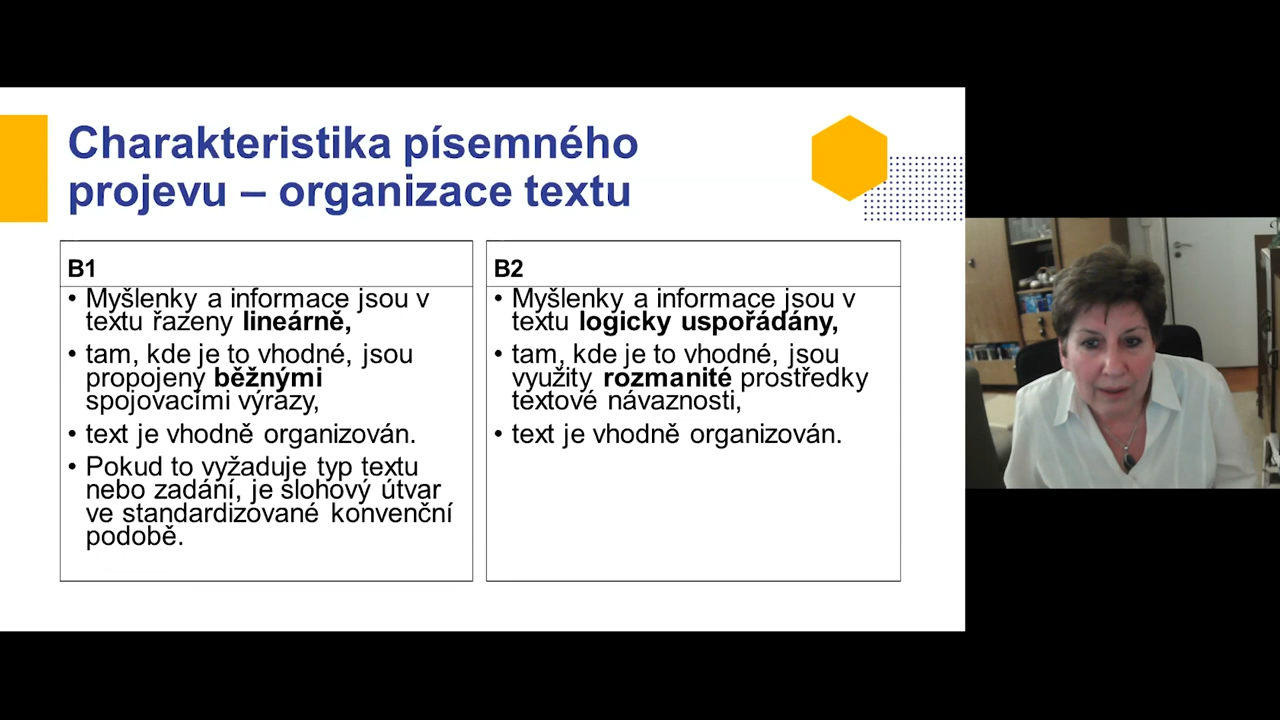 Charakteristika písemného
projevu – organizace textu
B1
• Myšlenky a informace jsou v
textu řazeny lineárně,
• tam, kde je to vhodné, jsou
propojeny běžnými
spojovacími výrazy,
• text je vhodně organizován.
• Pokud to vyžaduje typ textu
nebo zadání, je slohový útvar
ve standardizované konvenční
podobě.
B2
• Myšlenky a informace jsou v
textu logicky uspořádány,
• tam, kde je to vhodné, jsou
využity rozmanité prostředky
textové návaznosti,
• text je vhodně organizován.